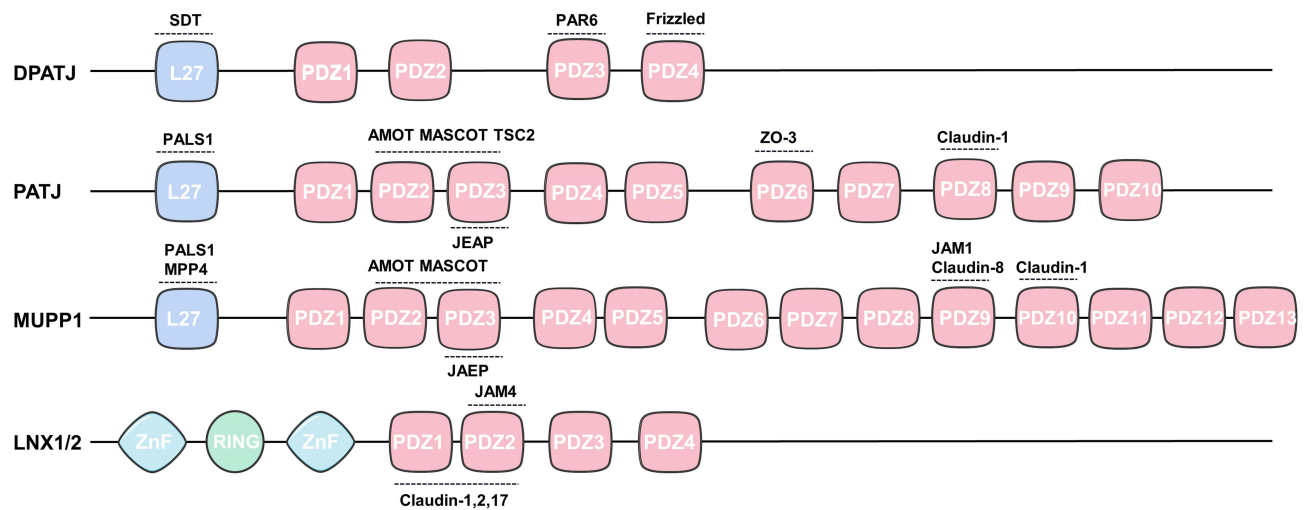 SDT PAR6 Frizzled
DPATJ L27 PDZ1 PDZ2 PDZ3 PDZ4
PALS1 AMOT MASCOT TSC2 ZO-3 Claudin-1
PATJ L27 PDZ1 PDZ2 PDZ3 PDZ4 PDZ5 PDZ6 PDZ7 PDZ8 PDZ9 PDZ10
JEAP
PALS1 JAM1
MPP4 AMOT MASCOT Claudin-8 Claudin-1
MUPP1 L27 PDZ1 PDZ2 PDZ3 PDZ4 PDZ5 PDZ6 PDZ7 PDZ8 PDZ9 PDZ10 PDZ11 PDZ12 PDZ13
JAEP
JAM4
LNX1/2 ZnF RING ZnF PDZ1 PDZ2 PDZ3 PDZ4
Claudin-1,2,17